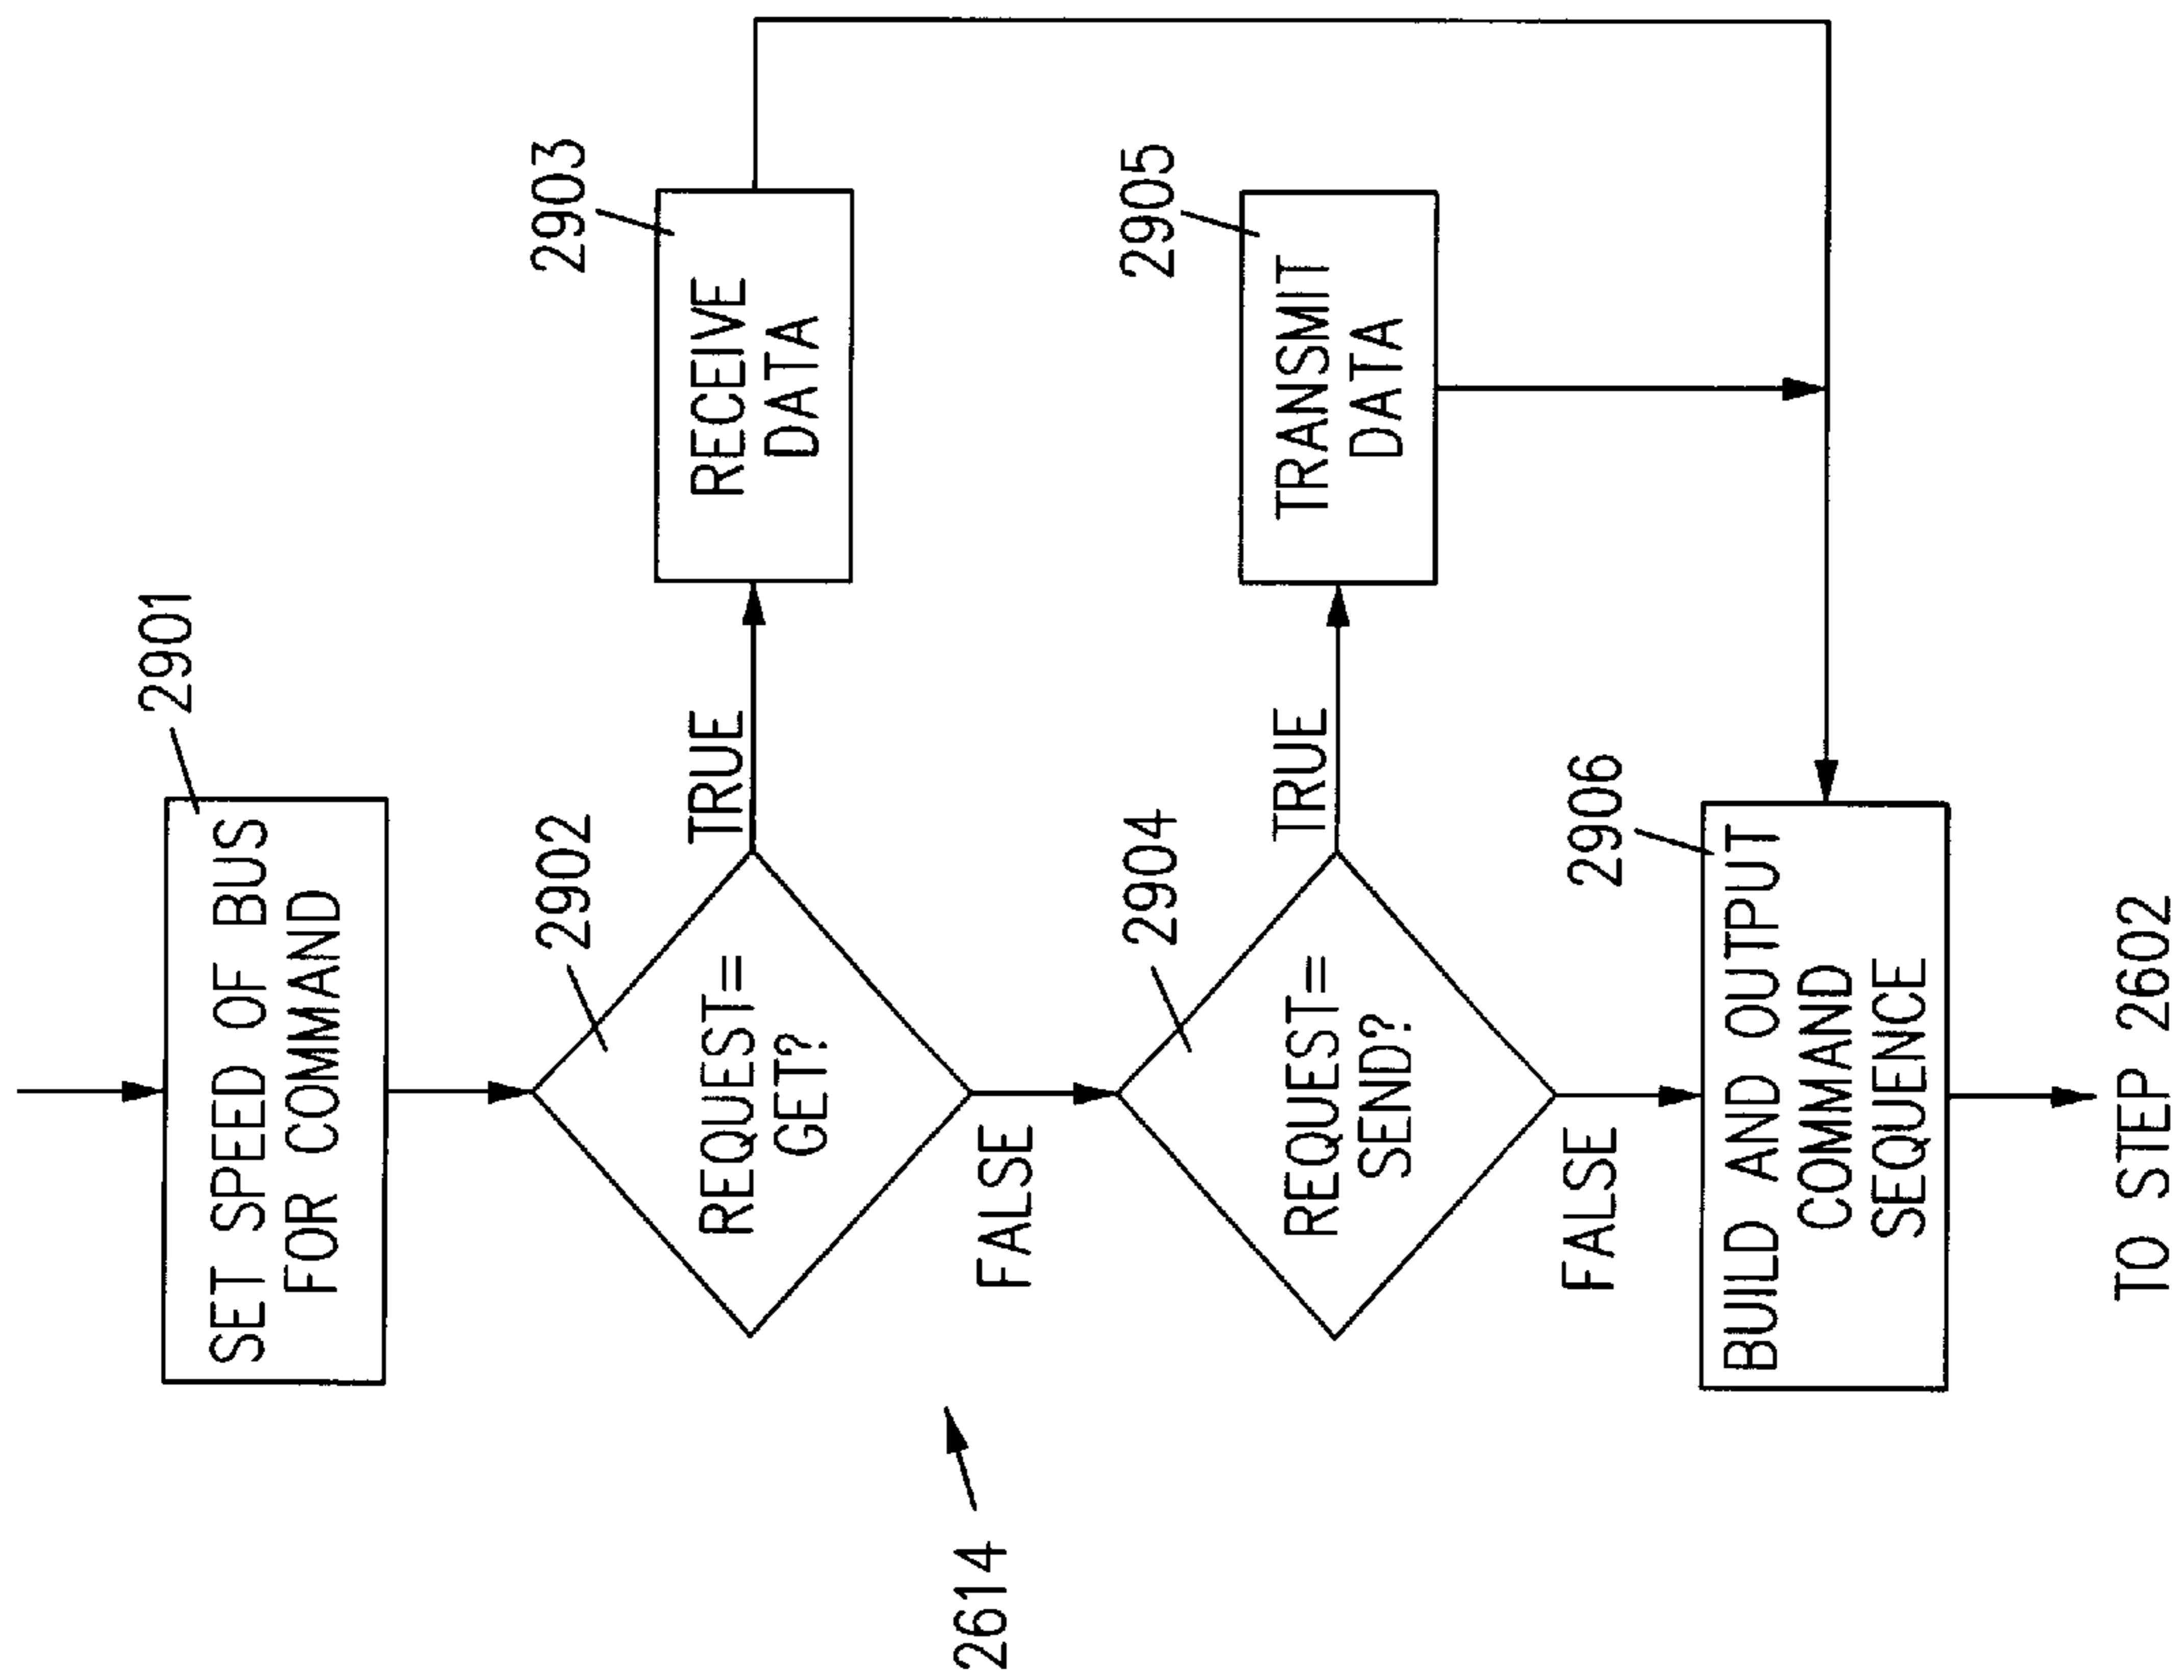 2901
SET SPEED OF BUS
FOR COMMAND
2902
REQUEST=
GET?
TRUE
2903
RECEIVE
DATA
FALSE
2904
REQUEST=
SEND?
TRUE
2905
TRANSMIT
DATA
FALSE
2906
BUILD AND OUTPUT
COMMAND
SEQUENCE
TO STEP 2602
2614